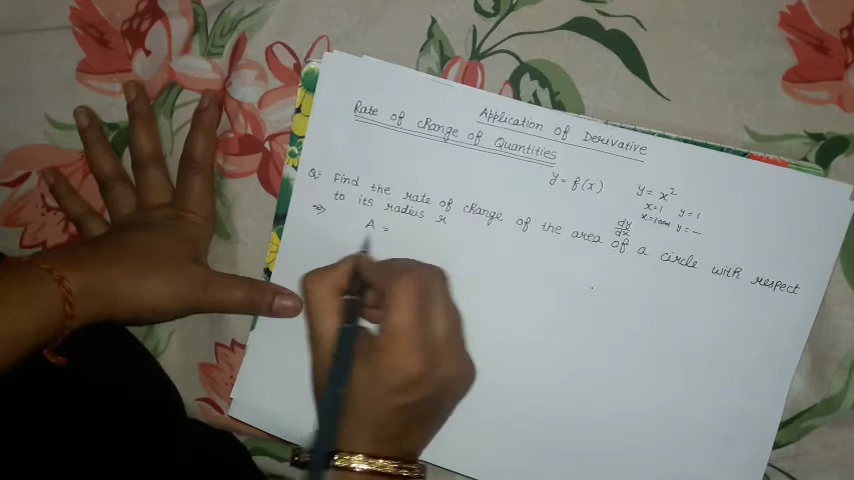 Application of Derivative
Rate of change of Quantities
y = f(x)
y = x²
x=1 y=1
y = —
dy/dx
Q:- Find the rate of change of the area of a circle with respect
to its radius r
⇒ A =